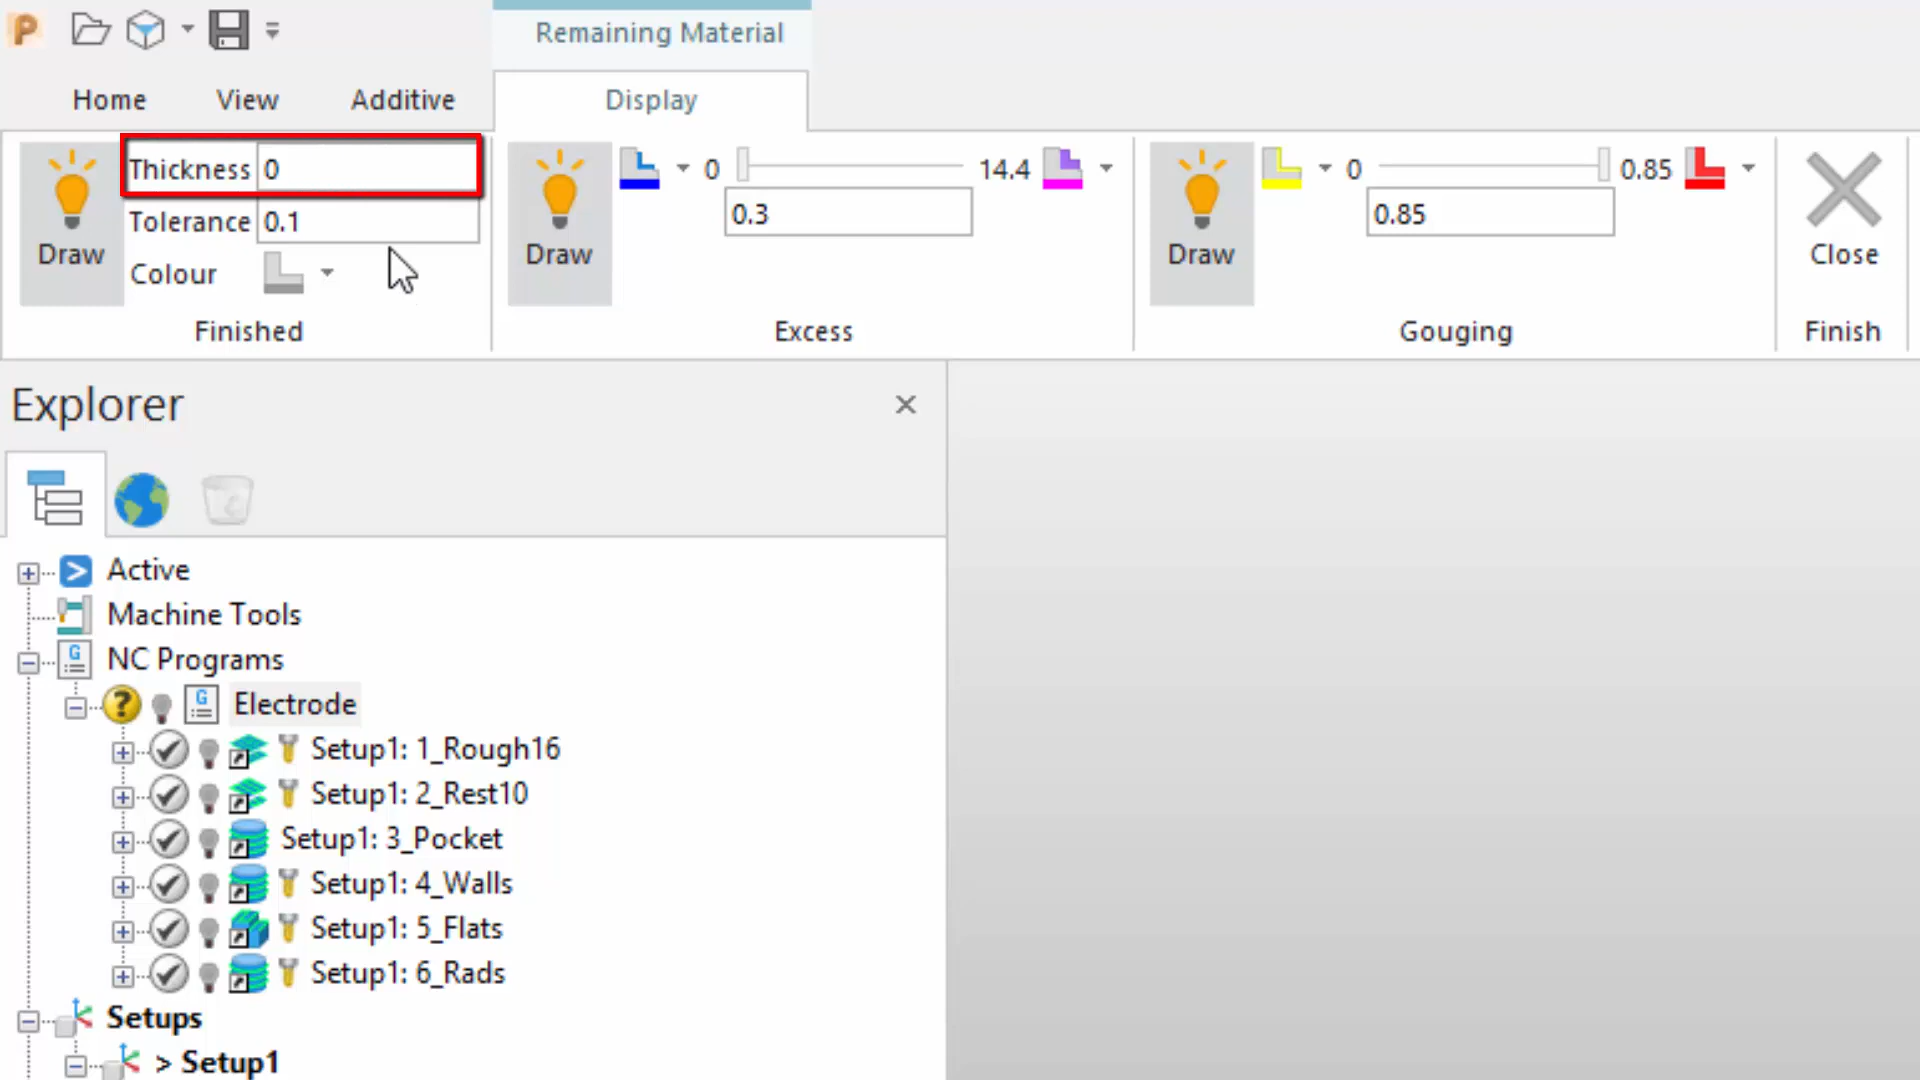 P
Remaining Material
Home View Additive Display
Thickness 0
Tolerance 0.1
Colour
Draw
Finished
Draw
0 14.4
0.3
Excess
Draw
0 0.85
0.85
Gouging
Close
Finish
Explorer
Active
Machine Tools
G NC Programs
? G Electrode
Setup1: 1_Rough16
Setup1: 2_Rest10
Setup1: 3_Pocket
Setup1: 4_Walls
Setup1: 5_Flats
Setup1: 6_Rads
Setups
> Setup1